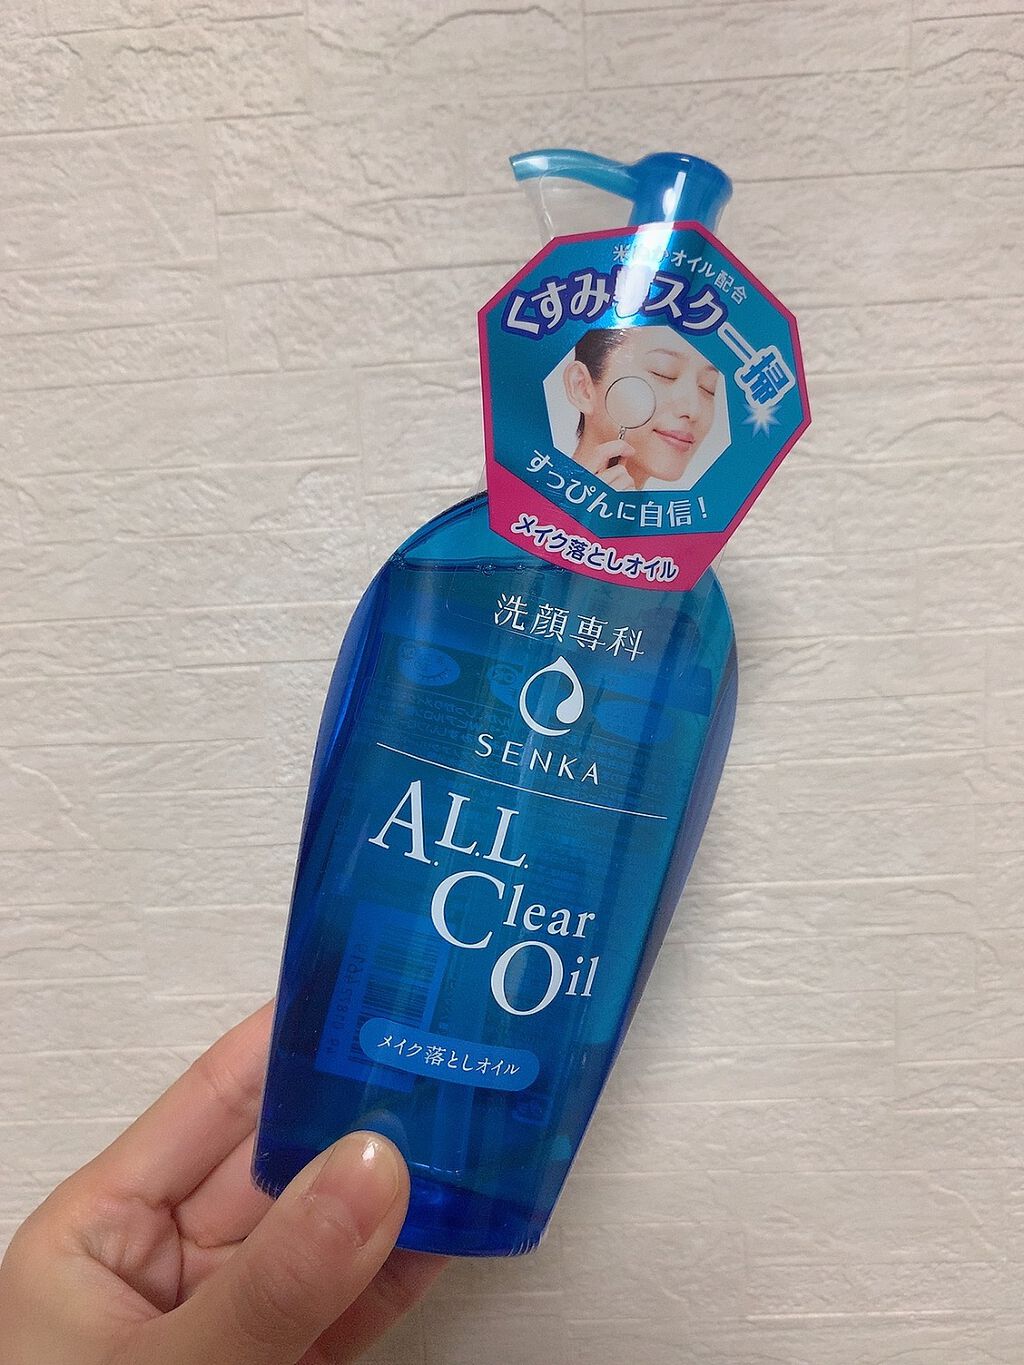 オイル配合
くすみ
スク一掃
すっぴんに自信!
メイク落としオイル
洗顔専科
SENKA
A.L.L.
Clear
Oil
メイク落としオイル